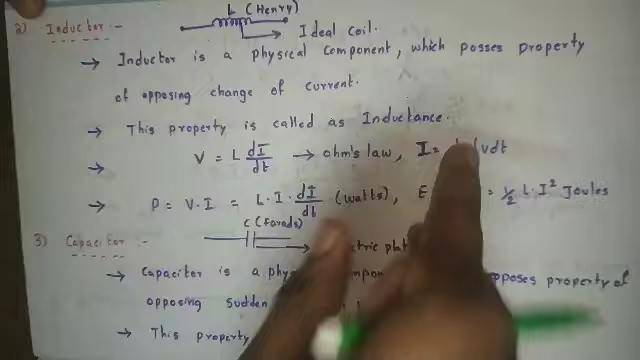 L (Henry)
2) Inductor :-
Ideal coil.
→ Inductor is a physical component, which posses property
of opposing change of current.
→ This property is called as Inductance.
→ V = L dI/dt → ohm's law, I = ∫vdt
→ P = V·I = L·I·dI/dt (watts), E = 1/2 L·I² Joules
C (farads)
3) Capacitor :-
→ Capacitor is a property of
opposing sudden
→ This property